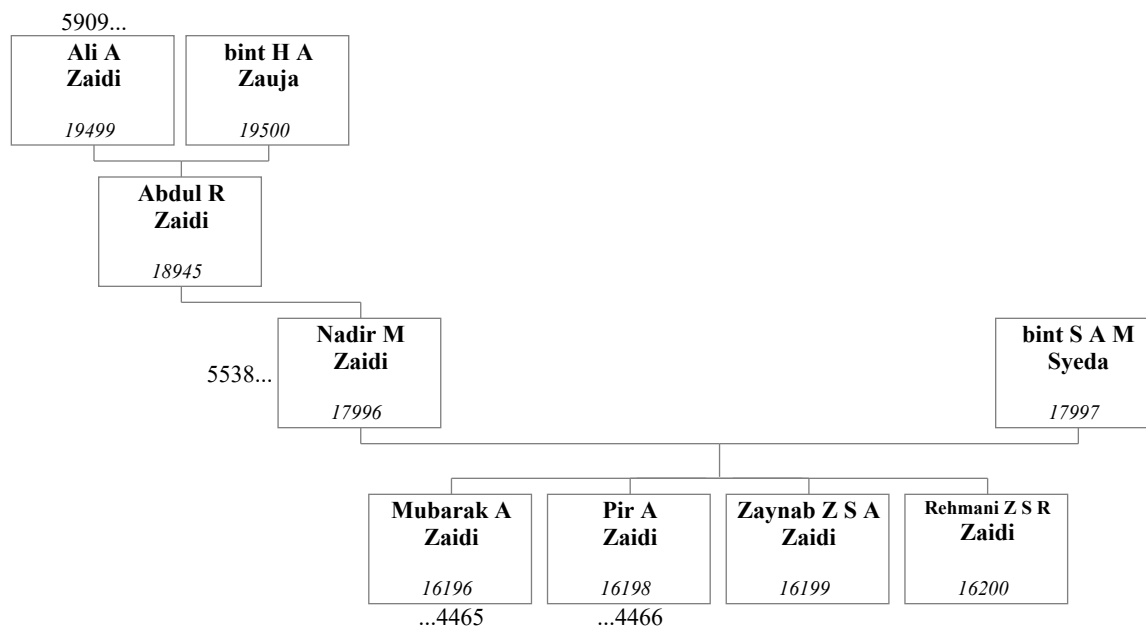 5909...
Ali A
Zaidi
19499
bint H A
Zauja
19500
Abdul R
Zaidi
18945
5538...
Nadir M
Zaidi
17996
bint S A M
Syeda
17997
Mubarak A
Zaidi
16196
...4465
Pir A
Zaidi
16198
...4466
Zaynab Z S A
Zaidi
16199
Rehmani Z S R
Zaidi
16200